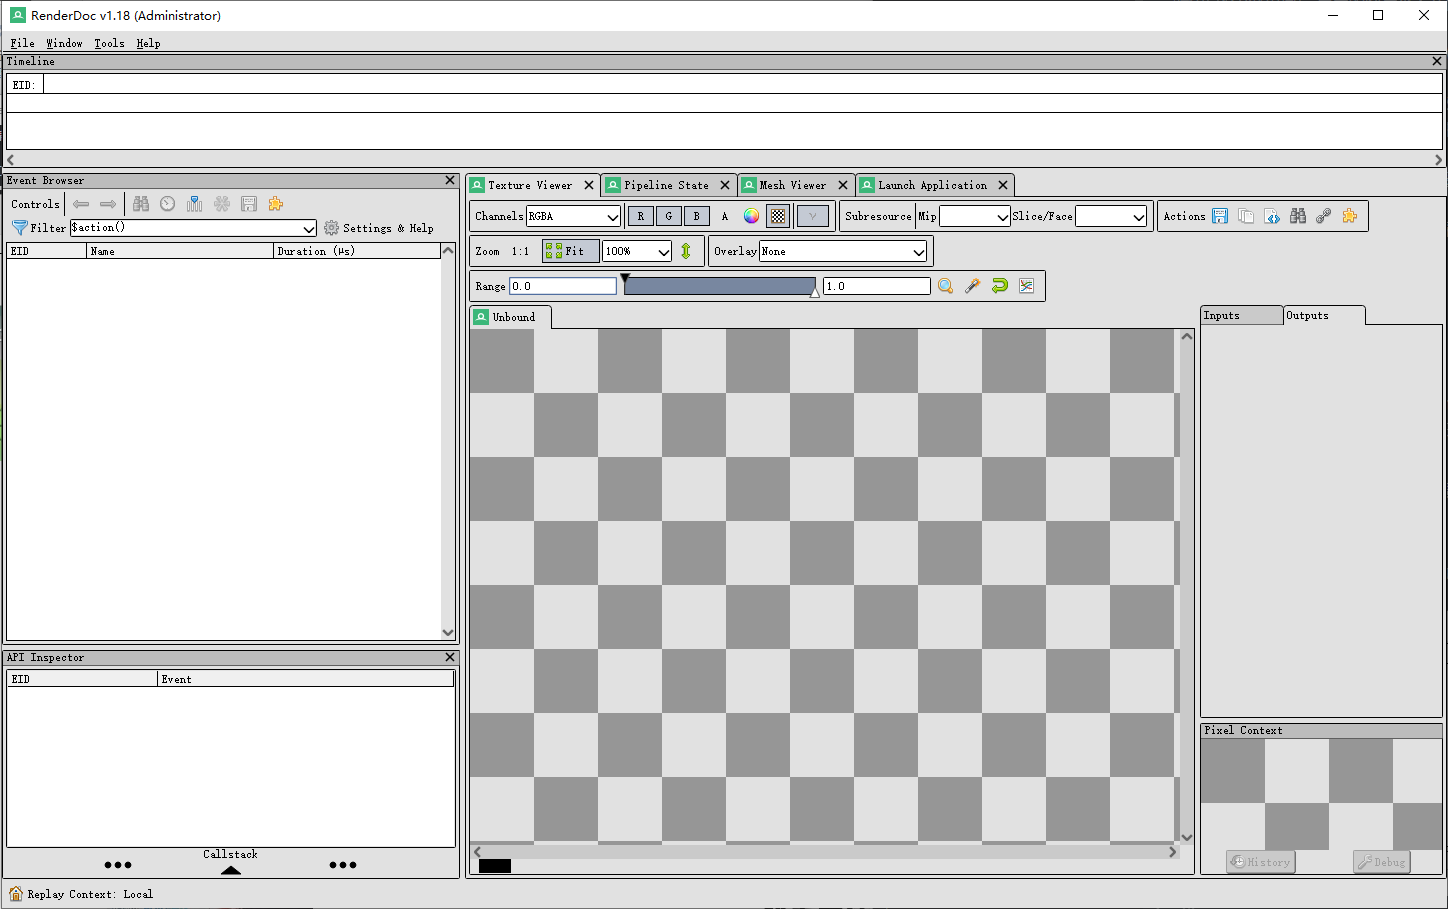 RenderDoc v1.18 (Administrator)
File Window Tools Help
Timeline
EID:
Event Browser
Controls
Filter $action() Settings & Help
EID Name Duration (µs)
API Inspector
EID Event
Callstack
Replay Context: Local
Texture Viewer Pipeline State Mesh Viewer Launch Application
Channels RGBA R G B A γ Subresource Mip Slice/Face Actions
Zoom 1:1 Fit 100% Overlay None
Range 0.0 1.0
Unbound
Inputs Outputs
Pixel Context
History Debug